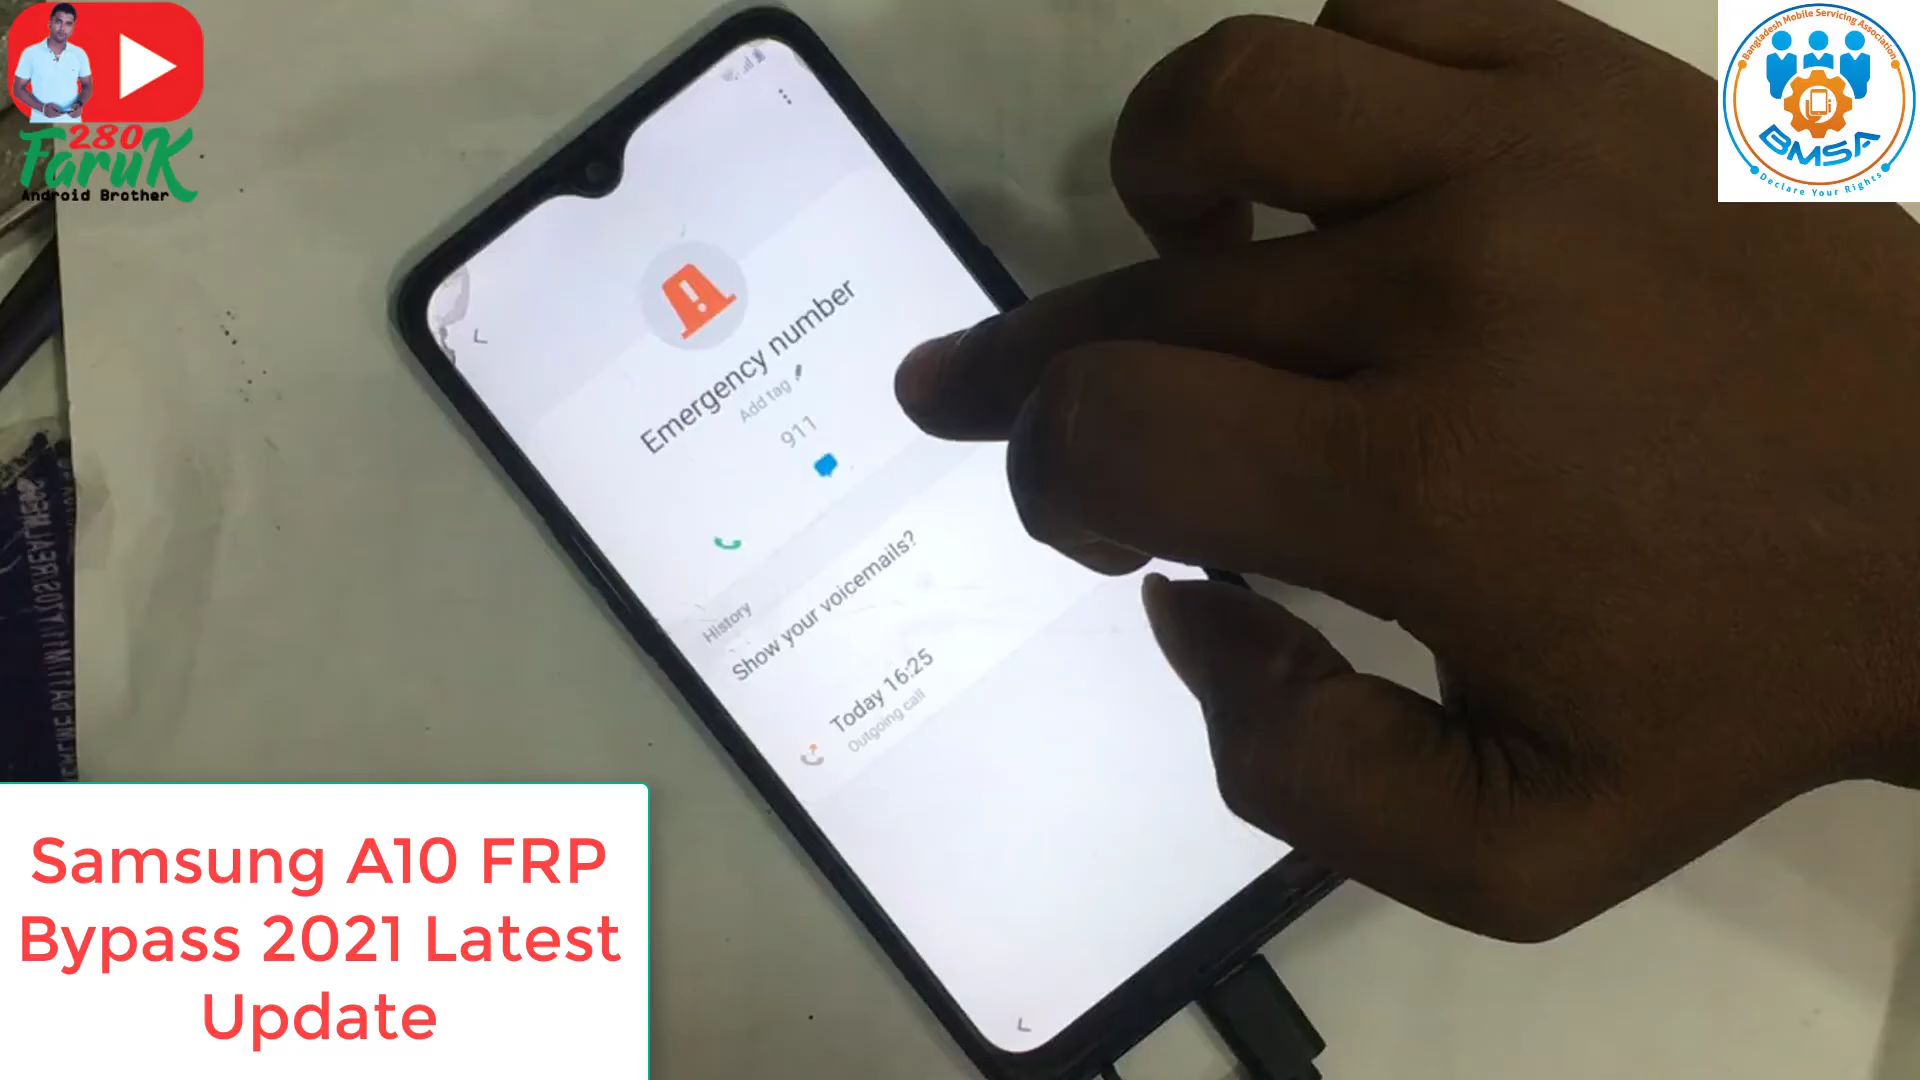 280
FaruK
Android Brother
Bangladesh Mobile Servicing Association
BMSA
Declare Your Rights
Emergency number
Add tag
911
History
Show your voicemails?
Today 16:25
Outgoing call
Samsung A10 FRP
Bypass 2021 Latest
Update